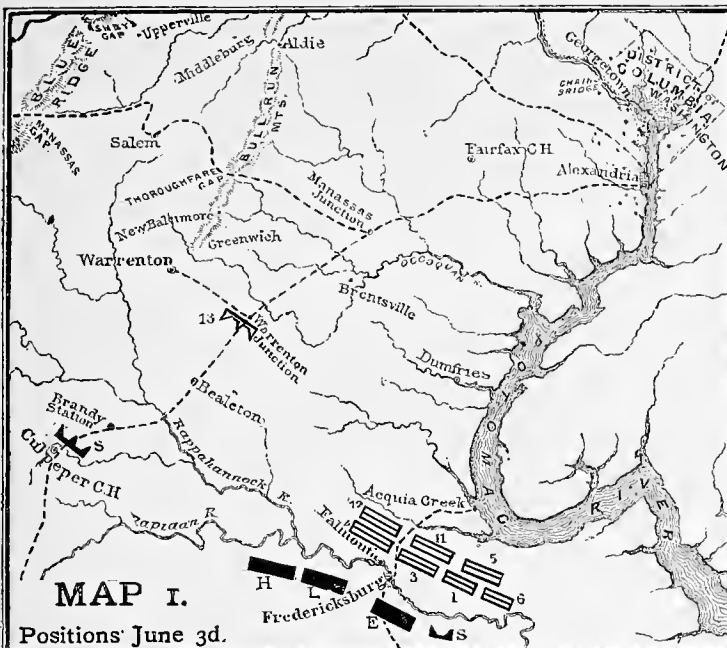 ASHBYS GAP
Upperville
BLUE RIDGE
MANASSAS GAP.
Middleburg
Aldie
BULL RUN MTS.
Salem
THOROUGHFARE GAP
New Baltimore
Greenwich
Warrenton
Manassas Junction
Fairfax C.H
Georgetown
CHAIN BRIDGE
DISTRICT OF COLUMBIA
WASHINGTON
Alexandria
OCCOQUAN R.
Brentsville
13
Warrenton Junction
Dumfries
POTOMAC RIVER
Bealeton
Brandy Station
S
Culpeper C.H
Rappahannock R.
Rapidan R.
Acquia Creek
Falmouth
11
5
3
1
6
H
L
Fredericksburg
E
S
MAP 1.
Positions June 3d.